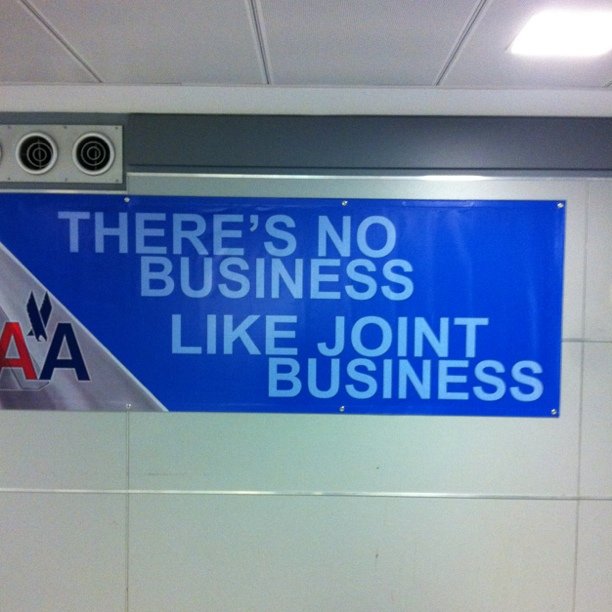 THERE'S NO
BUSINESS
LIKE JOINT
BUSINESS
AA